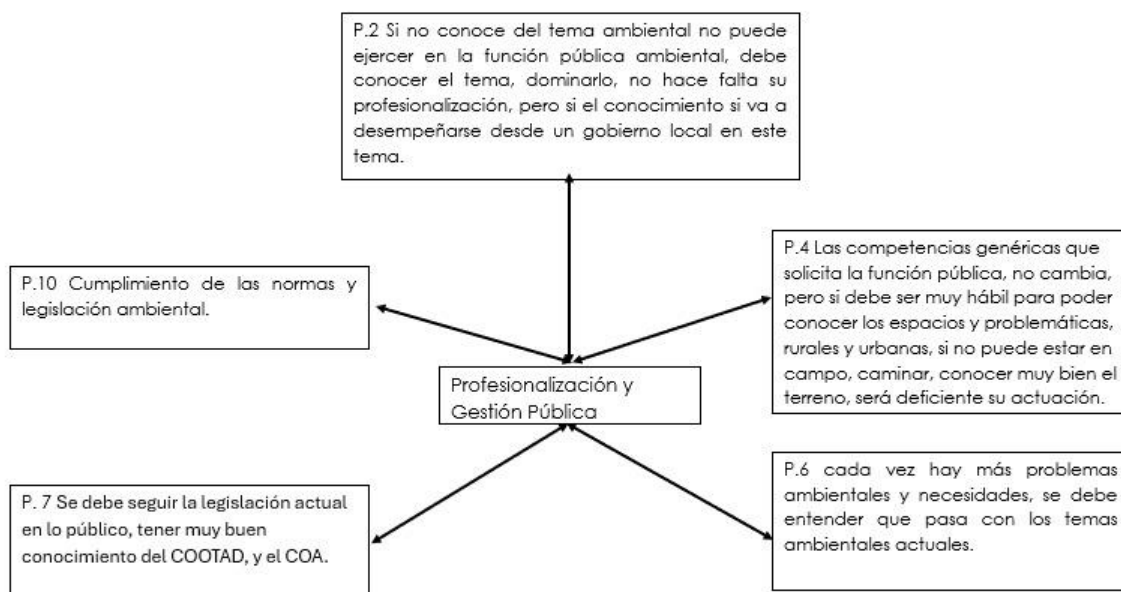 P.2 Si no conoce del tema ambiental no puede
ejercer en la función pública ambiental, debe
conocer el tema, dominarlo, no hace falta su
profesionalización, pero si el conocimiento si va a
desempeñarse desde un gobierno local en este
tema.
P.10 Cumplimiento de las normas y
legislación ambiental.
P.4 Las competencias genéricas que
solicita la función pública, no cambia,
pero si debe ser muy hábil para poder
conocer los espacios y problemáticas,
rurales y urbanas, si no puede estar en
campo, caminar, conocer muy bien el
terreno, será deficiente su actuación.
Profesionalización y
Gestión Pública
P. 7 Se debe seguir la legislación actual
en lo público, tener muy buen
conocimiento del COOTAD, y el COA.
P.6 cada vez hay más problemas
ambientales y necesidades, se debe
entender que pasa con los temas
ambientales actuales.